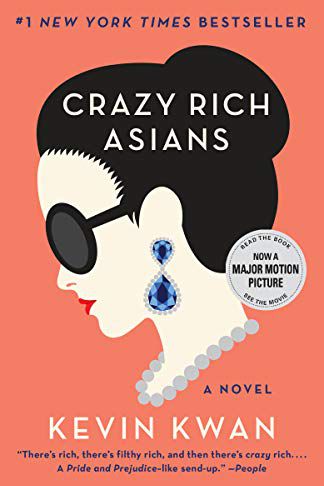 #1 NEW YORK TIMES BESTSELLER
CRAZY RICH
ASIANS
READ THE BOOK
NOW A
MAJOR MOTION
PICTURE
SEE THE MOVIE
A NOVEL
KEVIN KWAN
“There’s rich, there’s filthy rich, and then there’s crazy rich. . . .
A Pride and Prejudice–like send-up.” —People